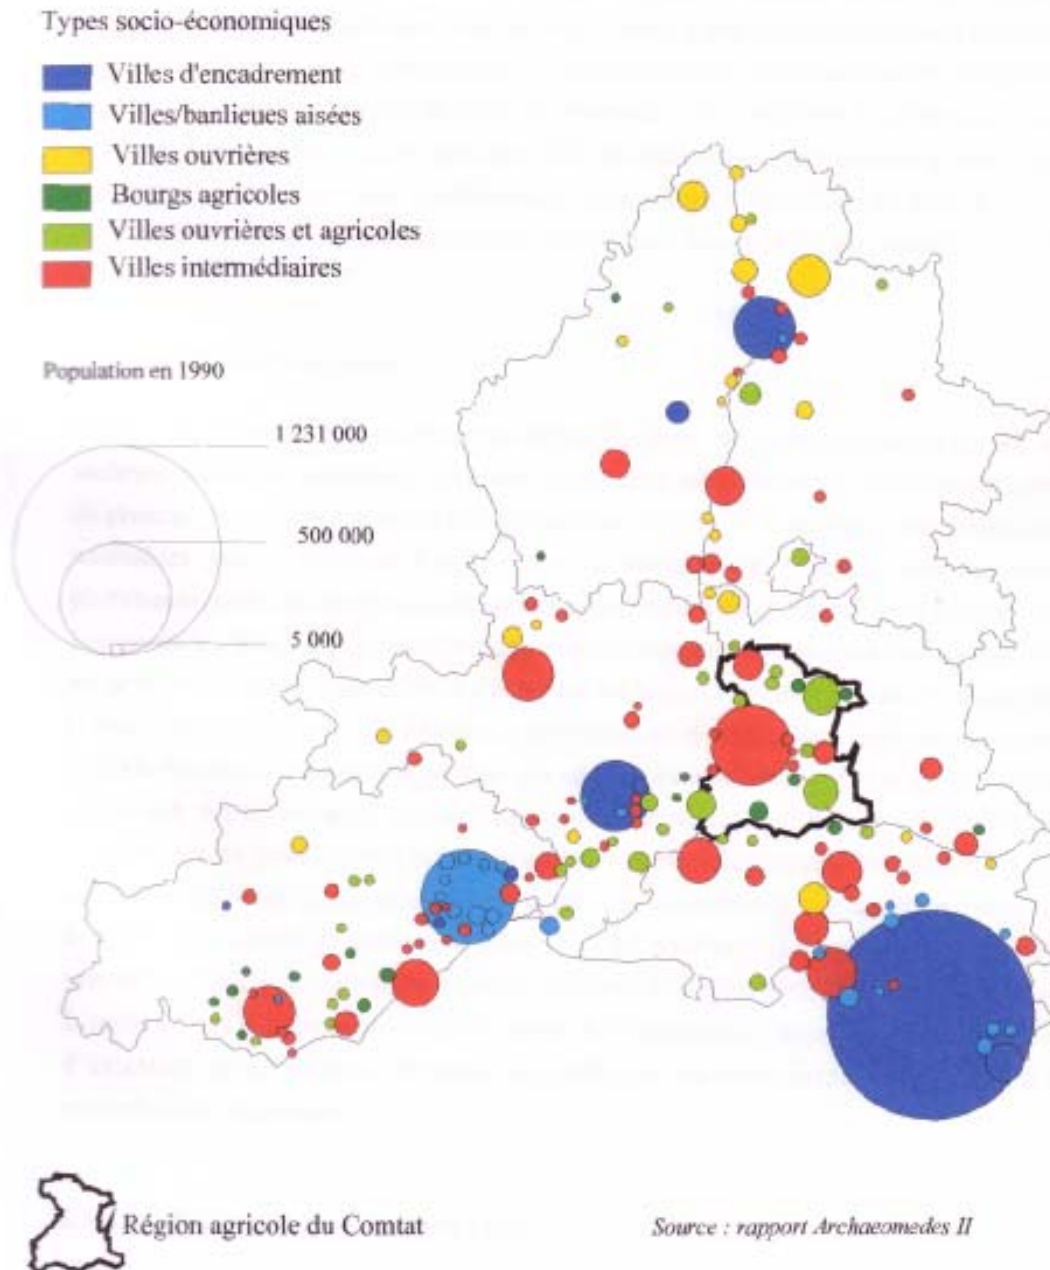 Types socio-économiques
Villes d'encadrement
Villes/banlieues aisées
Villes ouvrières
Bourgs agricoles
Villes ouvrières et agricoles
Villes intermédiaires
Population en 1990
1 231 000
500 000
5 000
Région agricole du Comtat
Source : rapport Archaeomedes II